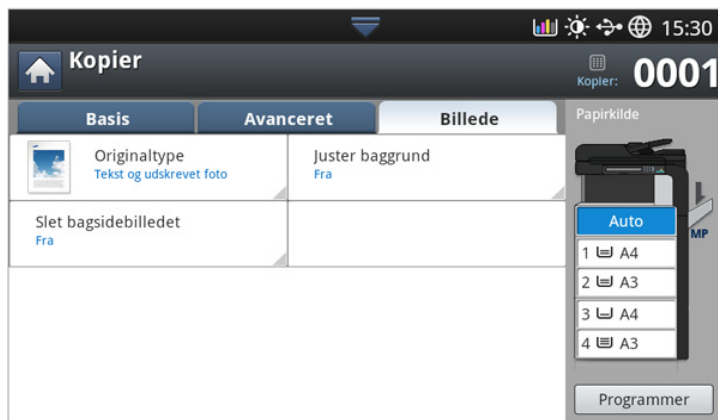 15:30
Kopier
Kopier:
0001
Basis
Avanceret
Billede
Papirkilde
Originaltype
Tekst og udskrevet foto
Juster baggrund
Fra
Slet bagsidebilledet
Fra
Auto
MP
1 A4
2 A3
3 A4
4 A3
Programmer